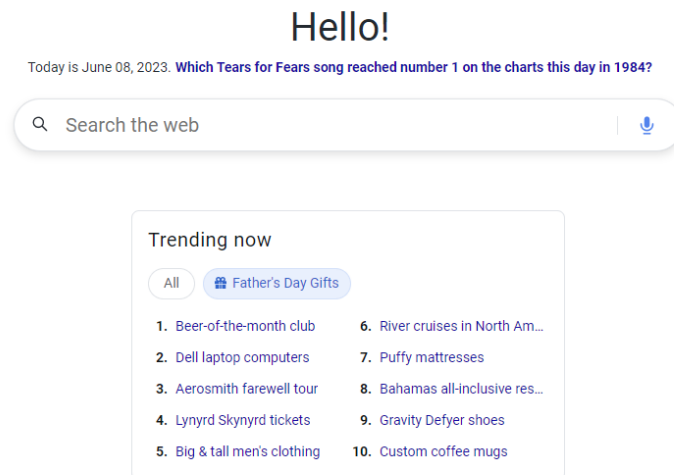 Hello!
Today is June 08, 2023. Which Tears for Fears song reached number 1 on the charts this day in 1984?
Search the web
Trending now
All
Father's Day Gifts
1. Beer-of-the-month club
2. Dell laptop computers
3. Aerosmith farewell tour
4. Lynyrd Skynyrd tickets
5. Big & tall men's clothing
6. River cruises in North Am...
7. Puffy mattresses
8. Bahamas all-inclusive res...
9. Gravity Defyer shoes
10. Custom coffee mugs